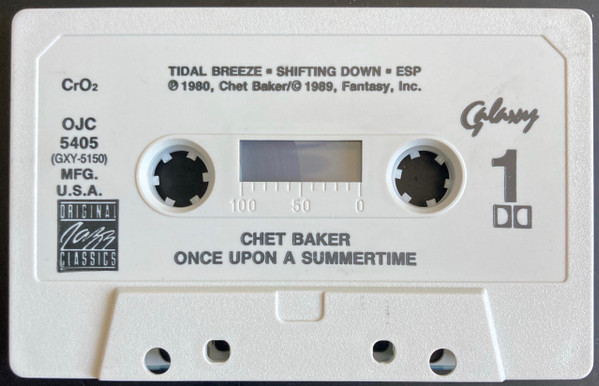 TIDAL BREEZE ▪ SHIFTING DOWN ▪ ESP
℗ 1980, Chet Baker/© 1989, Fantasy, Inc.
CrO₂
OJC
5405
(GXY-5150)
MFG.
U.S.A.
Galaxy
1
100 50 0
ORIGINAL
Jazz
CLASSICS
CHET BAKER
ONCE UPON A SUMMERTIME